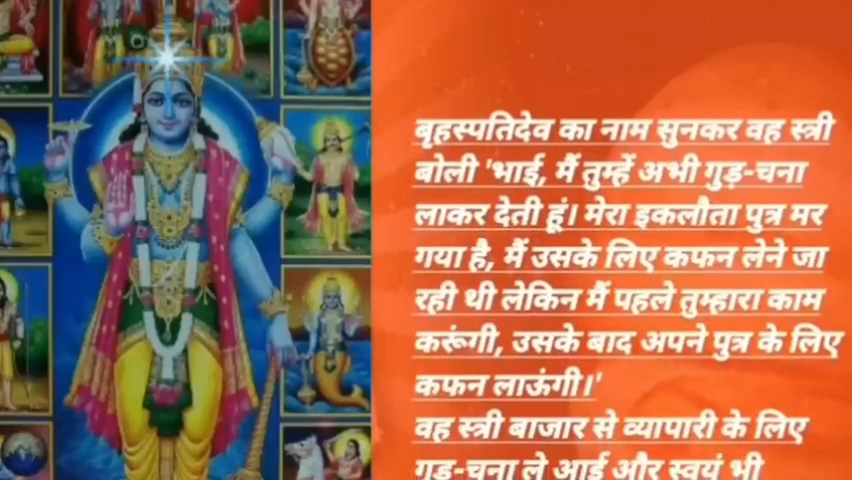 बृहस्पतिदेव का नाम सुनकर वह स्त्री
बोली 'भाई, मैं तुम्हें अभी गुड़-चना
लाकर देती हूं। मेरा इकलौता पुत्र मर
गया है, मैं उसके लिए कफन लेने जा
रही थी लेकिन मैं पहले तुम्हारा काम
करूंगी, उसके बाद अपने पुत्र के लिए
कफन लाऊंगी।'
वह स्त्री बाजार से व्यापारी के लिए
गुड़-चना ले आई और स्वयं भी